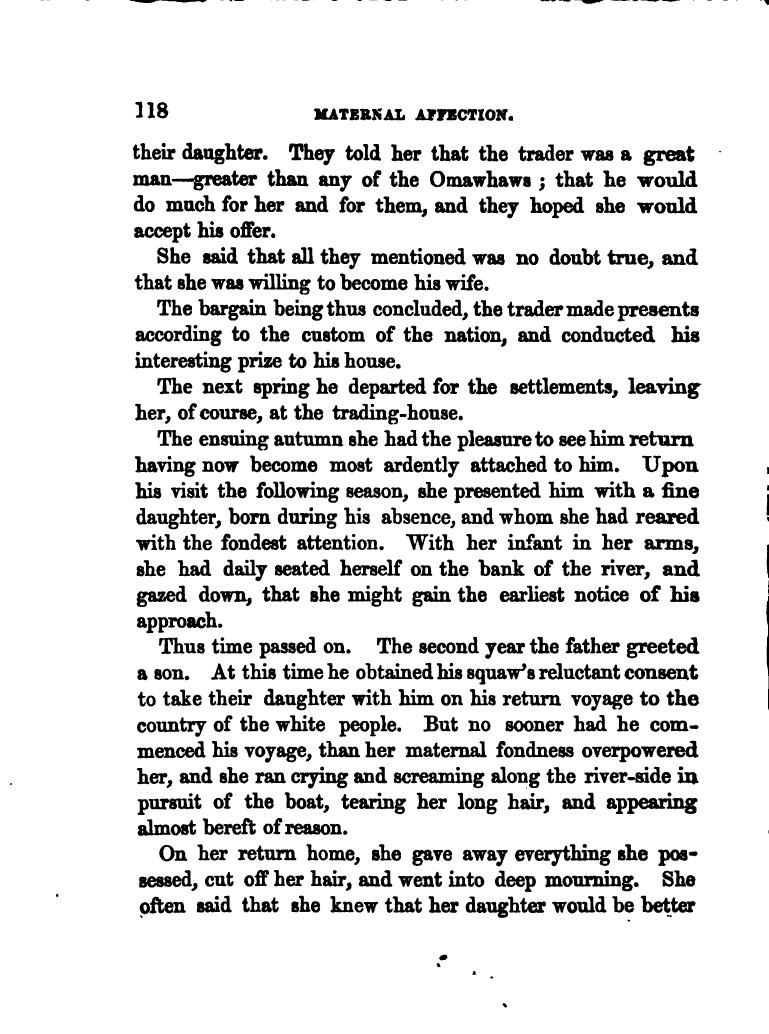 118 MATERNAL AFFECTION.
their daughter. They told her that the trader was a great
man—greater than any of the Omawhaws ; that he would
do much for her and for them, and they hoped she would
accept his offer.
She said that all they mentioned was no doubt true, and
that she was willing to become his wife.
The bargain being thus concluded, the trader made presents
according to the custom of the nation, and conducted his
interesting prize to his house.
The next spring he departed for the settlements, leaving
her, of course, at the trading-house.
The ensuing autumn she had the pleasure to see him return
having now become most ardently attached to him. Upon
his visit the following season, she presented him with a fine
daughter, born during his absence, and whom she had reared
with the fondest attention. With her infant in her arms,
she had daily seated herself on the bank of the river, and
gazed down, that she might gain the earliest notice of his
approach.
Thus time passed on. The second year the father greeted
a son. At this time he obtained his squaw's reluctant consent
to take their daughter with him on his return voyage to the
country of the white people. But no sooner had he com-
menced his voyage, than her maternal fondness overpowered
her, and she ran crying and screaming along the river-side in
pursuit of the boat, tearing her long hair, and appearing
almost bereft of reason.
On her return home, she gave away everything she pos-
sessed, cut off her hair, and went into deep mourning. She
often said that she knew that her daughter would be better